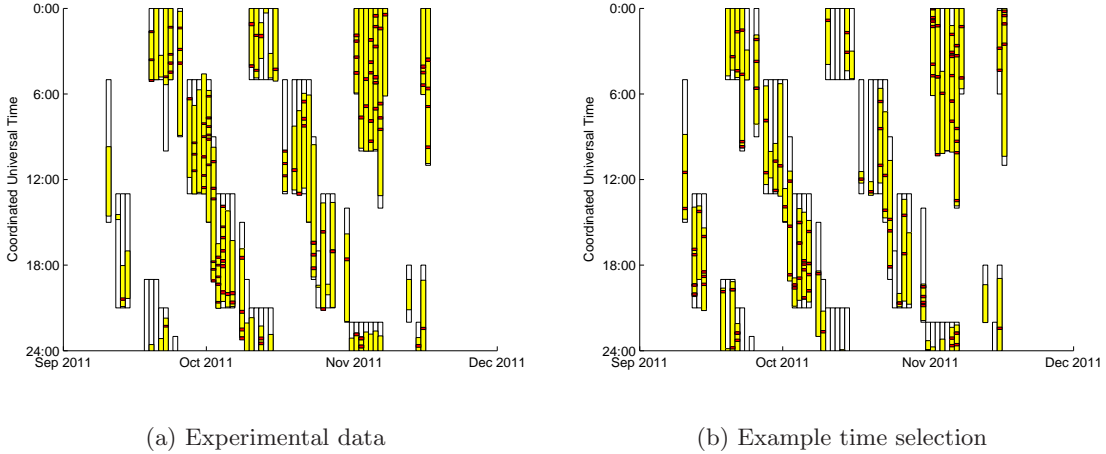 0:00
6:00
12:00
18:00
24:00
Coordinated Universal Time
Sep 2011 Oct 2011 Nov 2011 Dec 2011
(a) Experimental data
0:00
6:00
12:00
18:00
24:00
Coordinated Universal Time
Sep 2011 Oct 2011 Nov 2011 Dec 2011
(b) Example time selection